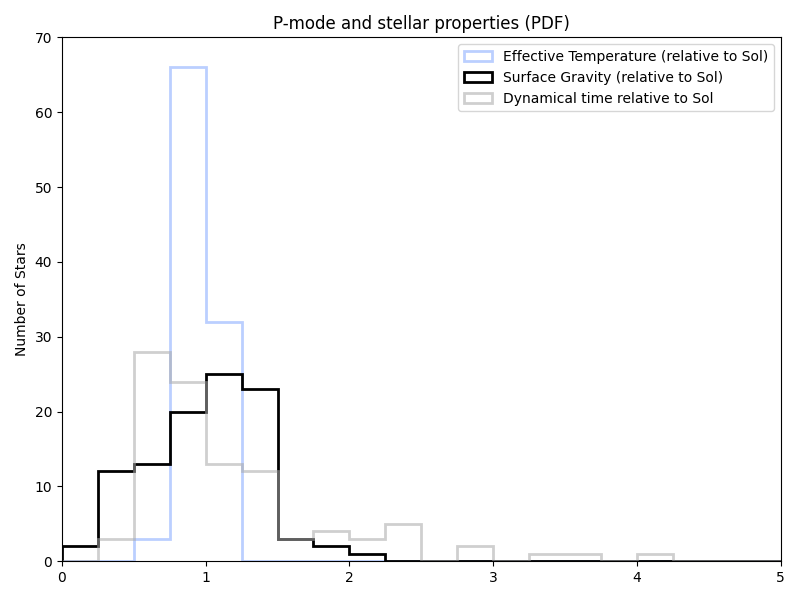 P-mode and stellar properties (PDF)
Effective Temperature (relative to Sol)
Surface Gravity (relative to Sol)
Dynamical time relative to Sol
Number of Stars
70
60
50
40
30
20
10
0
0 1 2 3 4 5